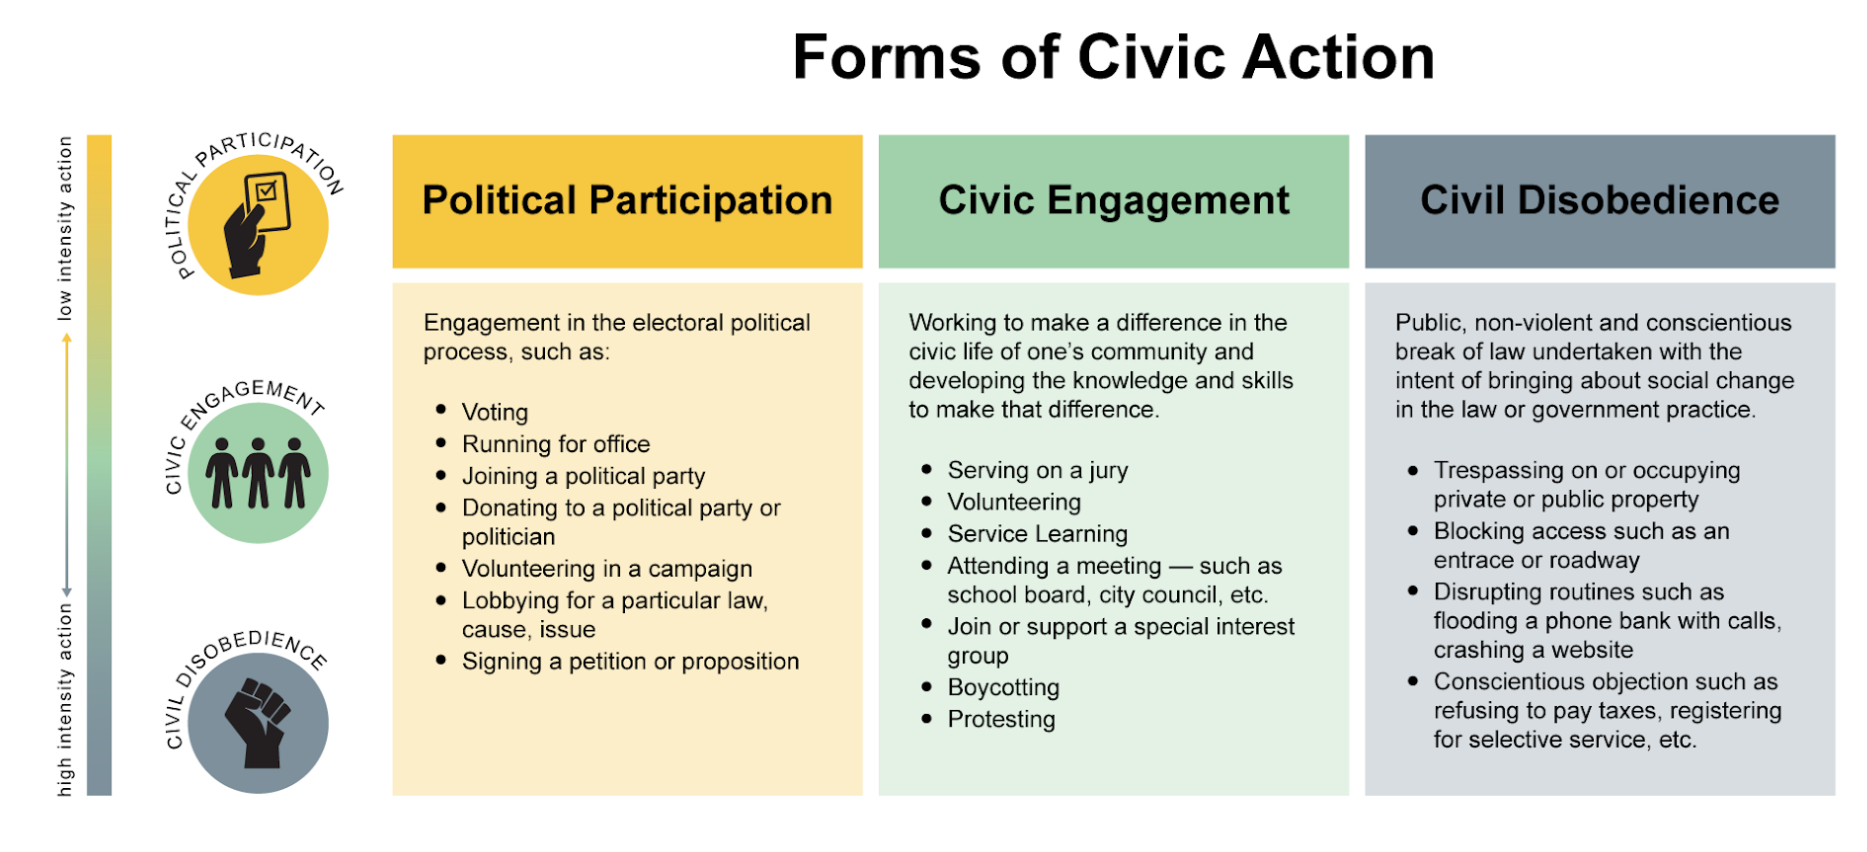 Forms of Civic Action
low intensity action
high intensity action
POLITICAL PARTICIPATION
CIVIC ENGAGEMENT
CIVIL DISOBEDIENCE
Political Participation
Engagement in the electoral political
process, such as:
• Voting
• Running for office
• Joining a political party
• Donating to a political party or
politician
• Volunteering in a campaign
• Lobbying for a particular law,
cause, issue
• Signing a petition or proposition
Civic Engagement
Working to make a difference in the
civic life of one's community and
developing the knowledge and skills
to make that difference.
• Serving on a jury
• Volunteering
• Service Learning
• Attending a meeting — such as
school board, city council, etc.
• Join or support a special interest
group
• Boycotting
• Protesting
Civil Disobedience
Public, non-violent and conscientious
break of law undertaken with the
intent of bringing about social change
in the law or government practice.
• Trespassing on or occupying
private or public property
• Blocking access such as an
entrace or roadway
• Disrupting routines such as
flooding a phone bank with calls,
crashing a website
• Conscientious objection such as
refusing to pay taxes, registering
for selective service, etc.